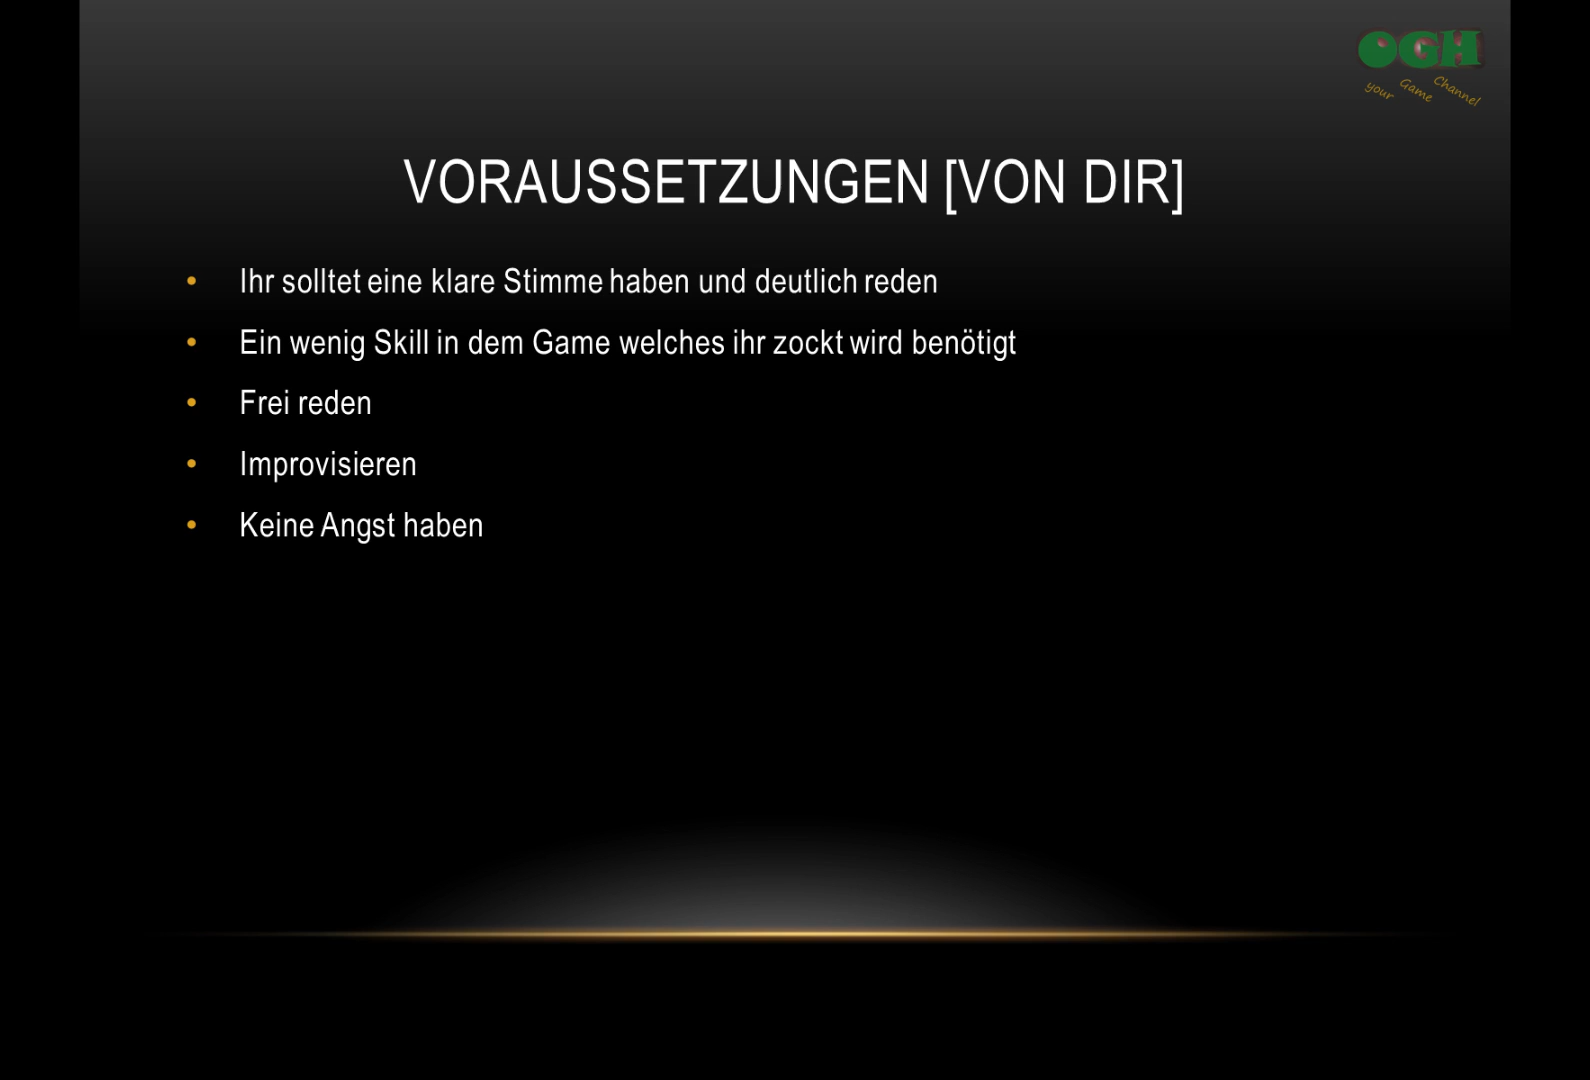 OGH
your Game Channel
VORAUSSETZUNGEN [VON DIR]
• Ihr solltet eine klare Stimme haben und deutlich reden
• Ein wenig Skill in dem Game welches ihr zockt wird benötigt
• Frei reden
• Improvisieren
• Keine Angst haben